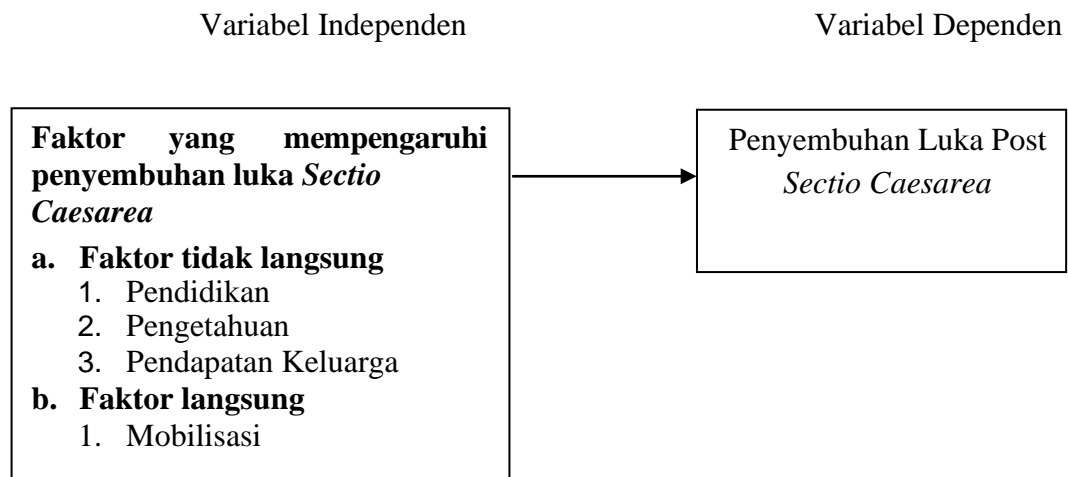 Variabel Independen
Variabel Dependen
Faktor yang mempengaruhi
penyembuhan luka Sectio
Caesarea
a. Faktor tidak langsung
1. Pendidikan
2. Pengetahuan
3. Pendapatan Keluarga
b. Faktor langsung
1. Mobilisasi
Penyembuhan Luka Post
Sectio Caesarea